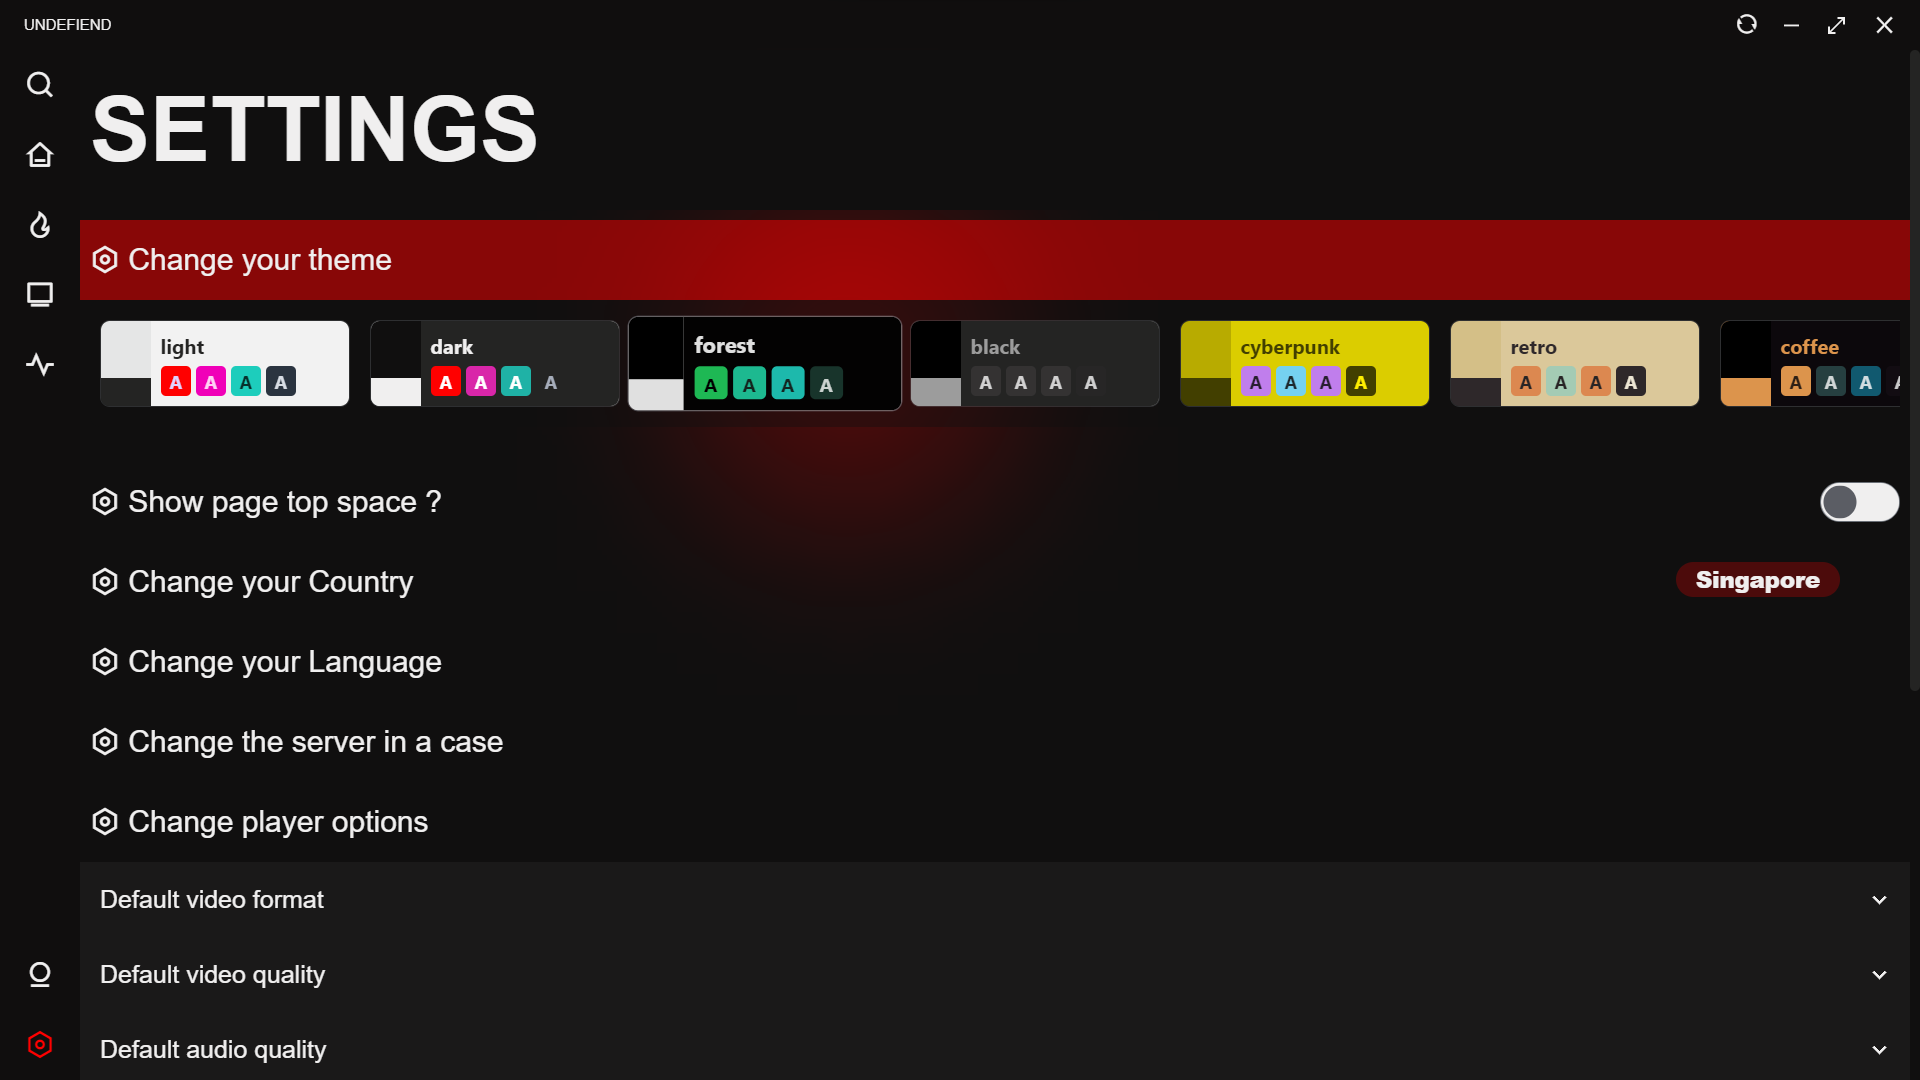 UNDEFIEND
SETTINGS
Change your theme
light
A A A A
dark
A A A A
forest
A A A A
black
A A A A
cyberpunk
A A A A
retro
A A A A
coffee
A A A A
Show page top space ?
Change your Country
Singapore
Change your Language
Change the server in a case
Change player options
Default video format
Default video quality
Default audio quality